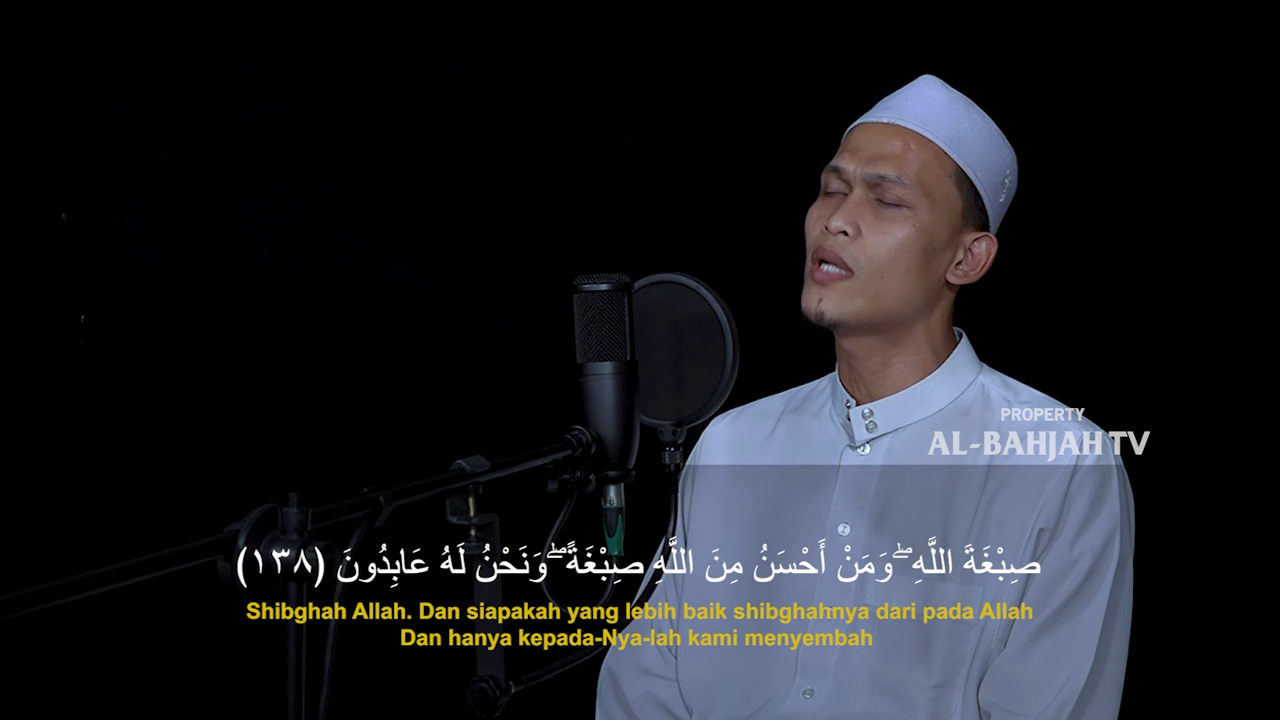 PROPERTY
AL-BAHJAH TV
صِبْغَةَ اللَّهِ ۖ وَمَنْ أَحْسَنُ مِنَ اللَّهِ صِبْغَةً ۖ وَنَحْنُ لَهُ عَابِدُونَ (١٣٨)
Shibghah Allah. Dan siapakah yang lebih baik shibghahnya dari pada Allah
Dan hanya kepada-Nya-lah kami menyembah